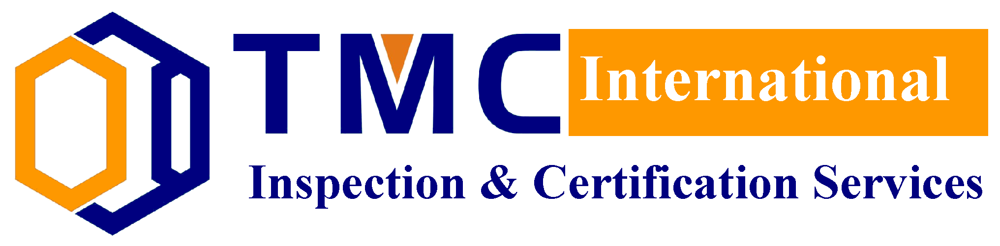 TMC International
Inspection & Certification Services